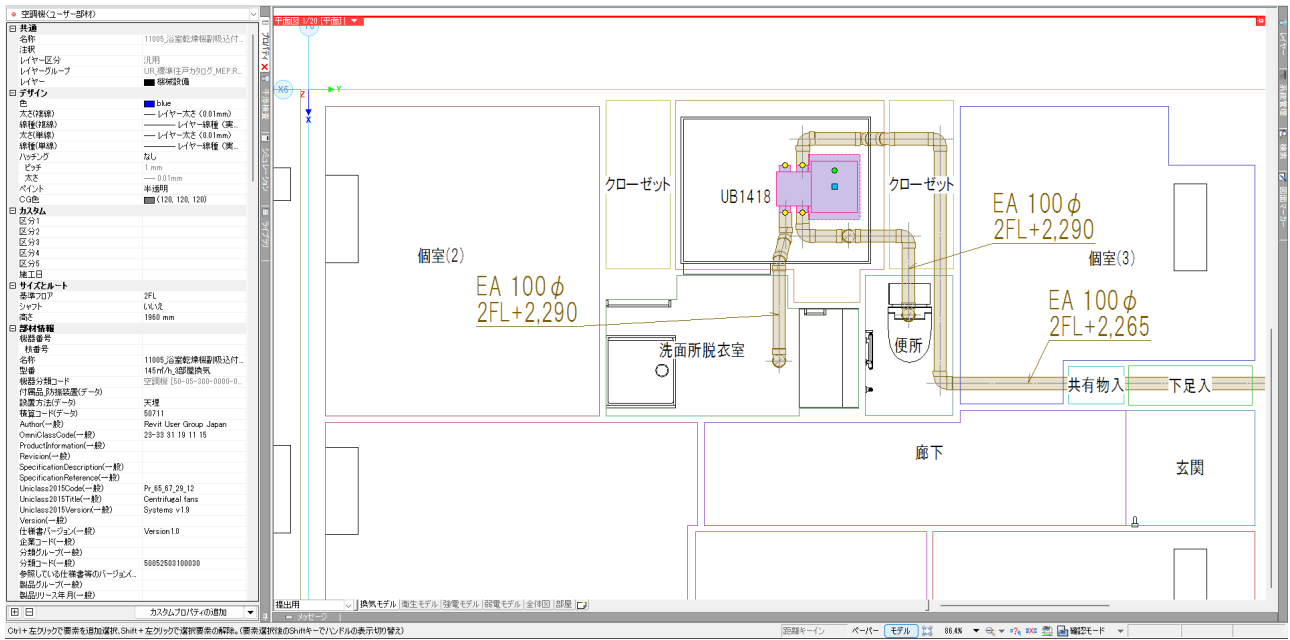 空調機(ユーザー部材)
共通
名称 11005_浴室乾燥機副吸込付...
注釈
レイヤー区分 汎用
レイヤーグループ UR_標準住戸カタログ_MEP.R...
レイヤー 機械設備
デザイン
色 blue
太さ(複線) レイヤー太さ (0.01mm)
線種(複線) レイヤー線種 (実...
太さ(単線) レイヤー太さ (0.01mm)
線種(単線) レイヤー線種 (実...
ハッチング なし
ピッチ 1 mm
太さ 0.01mm
ペイント 半透明
CG色 (120, 120, 120)
カスタム
区分1
区分2
区分3
区分4
区分5
施工日
サイズとルート
基準フロア 2FL
シャフト いいえ
高さ 1960 mm
部材情報
機器番号
枝番号
名称 11005_浴室乾燥機副吸込付...
型番 145㎥/h_3部屋換気
機器分類コード 空調機 [50-05-300-0000-0...
付属品_防振装置(データ)
設置方法(データ) 天埋
積算コード(データ) 50711
Author(一般) Revit User Group Japan
OmniClassCode(一般) 23-33 31 19 11 15
ProductInformation(一般)
Revision(一般)
SpecificationDescription(一般)
SpecificationReference(一般)
Uniclass2015Code(一般) Pr_65_67_29_12
Uniclass2015Title(一般) Centrifugal fans
Uniclass2015Version(一般) Systems v1.9
Version(一般)
仕様書バージョン(一般) Version1.0
企業コード(一般)
分類グループ(一般)
分類コード(一般) 50052503100030
参照している仕様書等のバージョン(...
製品グループ(一般)
製品リリース年月(一般)
カスタムプロパティの追加
プロパティ
平面図 1/20 [平面]
X6
Y
Z
X
クローゼット
UB1418
クローゼット
EA 100φ
2FL+2,290
個室(2)
個室(3)
EA 100φ
2FL+2,290
EA 100φ
2FL+2,265
洗面所脱衣室
便所
共有物入
下足入
廊下
玄関
レイヤー
系統管理
検索
図面マーカー
提出用
換気モデル
衛生モデル
強電モデル
弱電モデル
全体図
部屋
メッセージ
Ctrl+左クリックで要素を追加選択、Shift+左クリックで選択要素の解除。(要素選択後のShiftキーでハンドルの表示切り替え)
距離キーイン
ペーパー
モデル
86.4%
確認モード